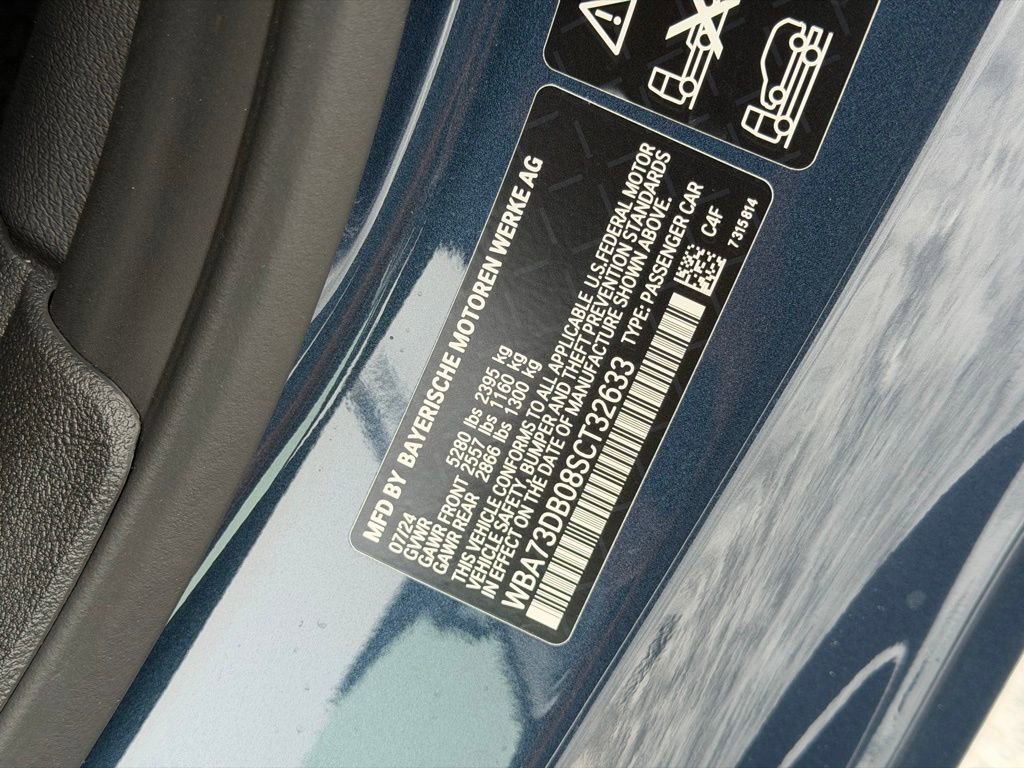 MFD BY BAYERISCHE MOTOREN WERKE AG
07/24
GVWR 5280 lbs 2395 kg
GAWR FRONT 2557 lbs 1160 kg
GAWR REAR 2866 lbs 1300 kg
THIS VEHICLE CONFORMS TO ALL APPLICABLE U.S.FEDERAL MOTOR
VEHICLE SAFETY, BUMPER AND THEFT PREVENTION STANDARDS
IN EFFECT ON THE DATE OF MANUFACTURE SHOWN ABOVE.
WBA73DB08SCT32633 TYPE: PASSENGER CAR
C4F
7315814